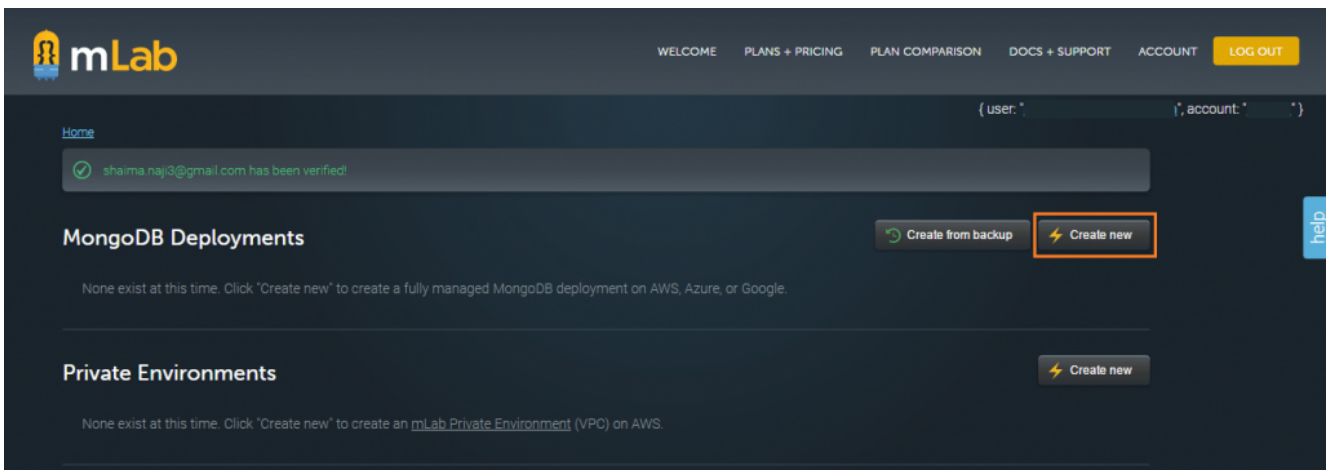 mLab
WELCOME PLANS + PRICING PLAN COMPARISON DOCS + SUPPORT ACCOUNT LOG OUT
{ user: " ", account: " " }
Home
shaima.naji3@gmail.com has been verified!
help
MongoDB Deployments
Create from backup
Create new
None exist at this time. Click "Create new" to create a fully managed MongoDB deployment on AWS, Azure, or Google.
Private Environments
Create new
None exist at this time. Click "Create new" to create an mLab Private Environment (VPC) on AWS.